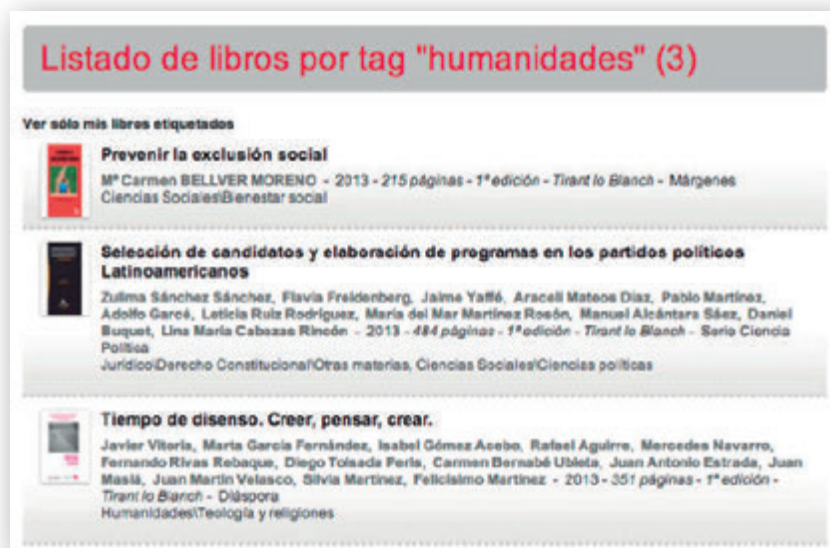 Listado de libros por tag "humanidades" (3)
Ver sólo mis libros etiquetados
Prevenir la exclusión social
Mª Carmen BELLVER MORENO - 2013 - 215 páginas - 1ª edición - Tirant lo Blanch - Márgenes
Ciencias Sociales\Bienestar social
Selección de candidatos y elaboración de programas en los partidos políticos
Latinoamericanos
Zulima Sánchez Sánchez, Flavia Freidenberg, Jaime Yaffé, Araceli Mateos Díaz, Pablo Martínez,
Adolfo Garcé, Leticia Ruiz Rodríguez, María del Mar Martínez Rosón, Manuel Alcántara Sáez, Daniel
Buquet, Lina María Cabezas Rincón - 2013 - 484 páginas - 1ª edición - Tirant lo Blanch - Serie Ciencia
Política
Jurídico\Derecho Constitucional\Otras materias, Ciencias Sociales\Ciencias políticas
Tiempo de disenso. Creer, pensar, crear.
Javier Vitoria, Marta García Fernández, Isabel Gómez Acebo, Rafael Aguirre, Mercedes Navarro,
Fernando Rivas Rebaque, Diego Tolsada Peris, Carmen Bernabé Ubieta, Juan Antonio Estrada, Juan
Masiá, Juan Martín Velasco, Silvia Martínez, Felicísimo Martínez - 2013 - 351 páginas - 1ª edición -
Tirant lo Blanch - Diáspora
Humanidades\Teología y religiones